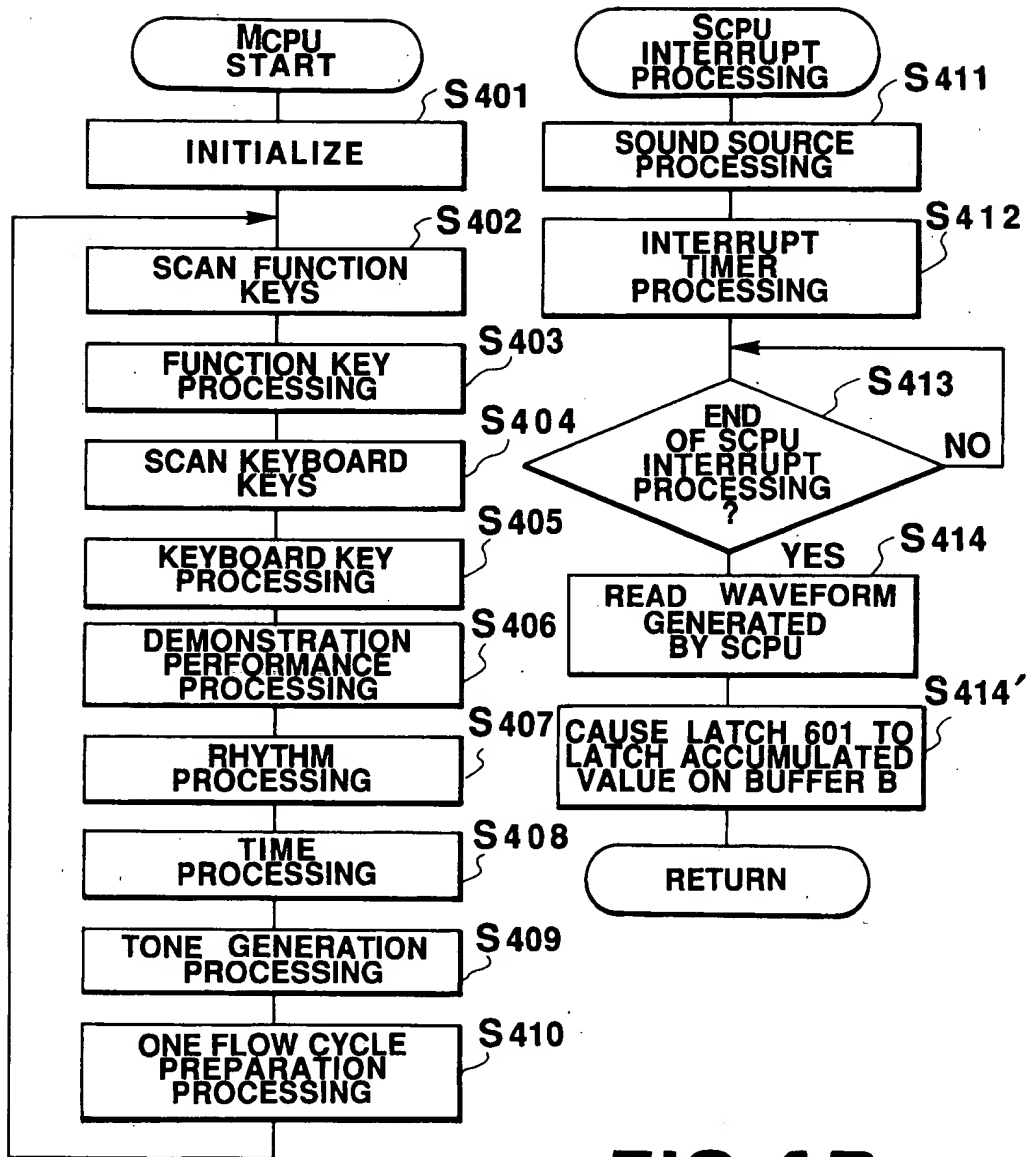 MCPU
START
S401
INITIALIZE
S402
SCAN FUNCTION
KEYS
S403
FUNCTION KEY
PROCESSING
S404
SCAN KEYBOARD
KEYS
S405
KEYBOARD KEY
PROCESSING
S406
DEMONSTRATION
PERFORMANCE
PROCESSING
S407
RHYTHM
PROCESSING
S408
TIME
PROCESSING
S409
TONE GENERATION
PROCESSING
S410
ONE FLOW CYCLE
PREPARATION
PROCESSING
SCPU
INTERRUPT
PROCESSING
S411
SOUND SOURCE
PROCESSING
S412
INTERRUPT
TIMER
PROCESSING
S413
END
OF SCPU
INTERRUPT
PROCESSING
?
NO
YES
S414
READ WAVEFORM
GENERATED
BY SCPU
S414'
CAUSE LATCH 601 TO
LATCH ACCUMULATED
VALUE ON BUFFER B
RETURN